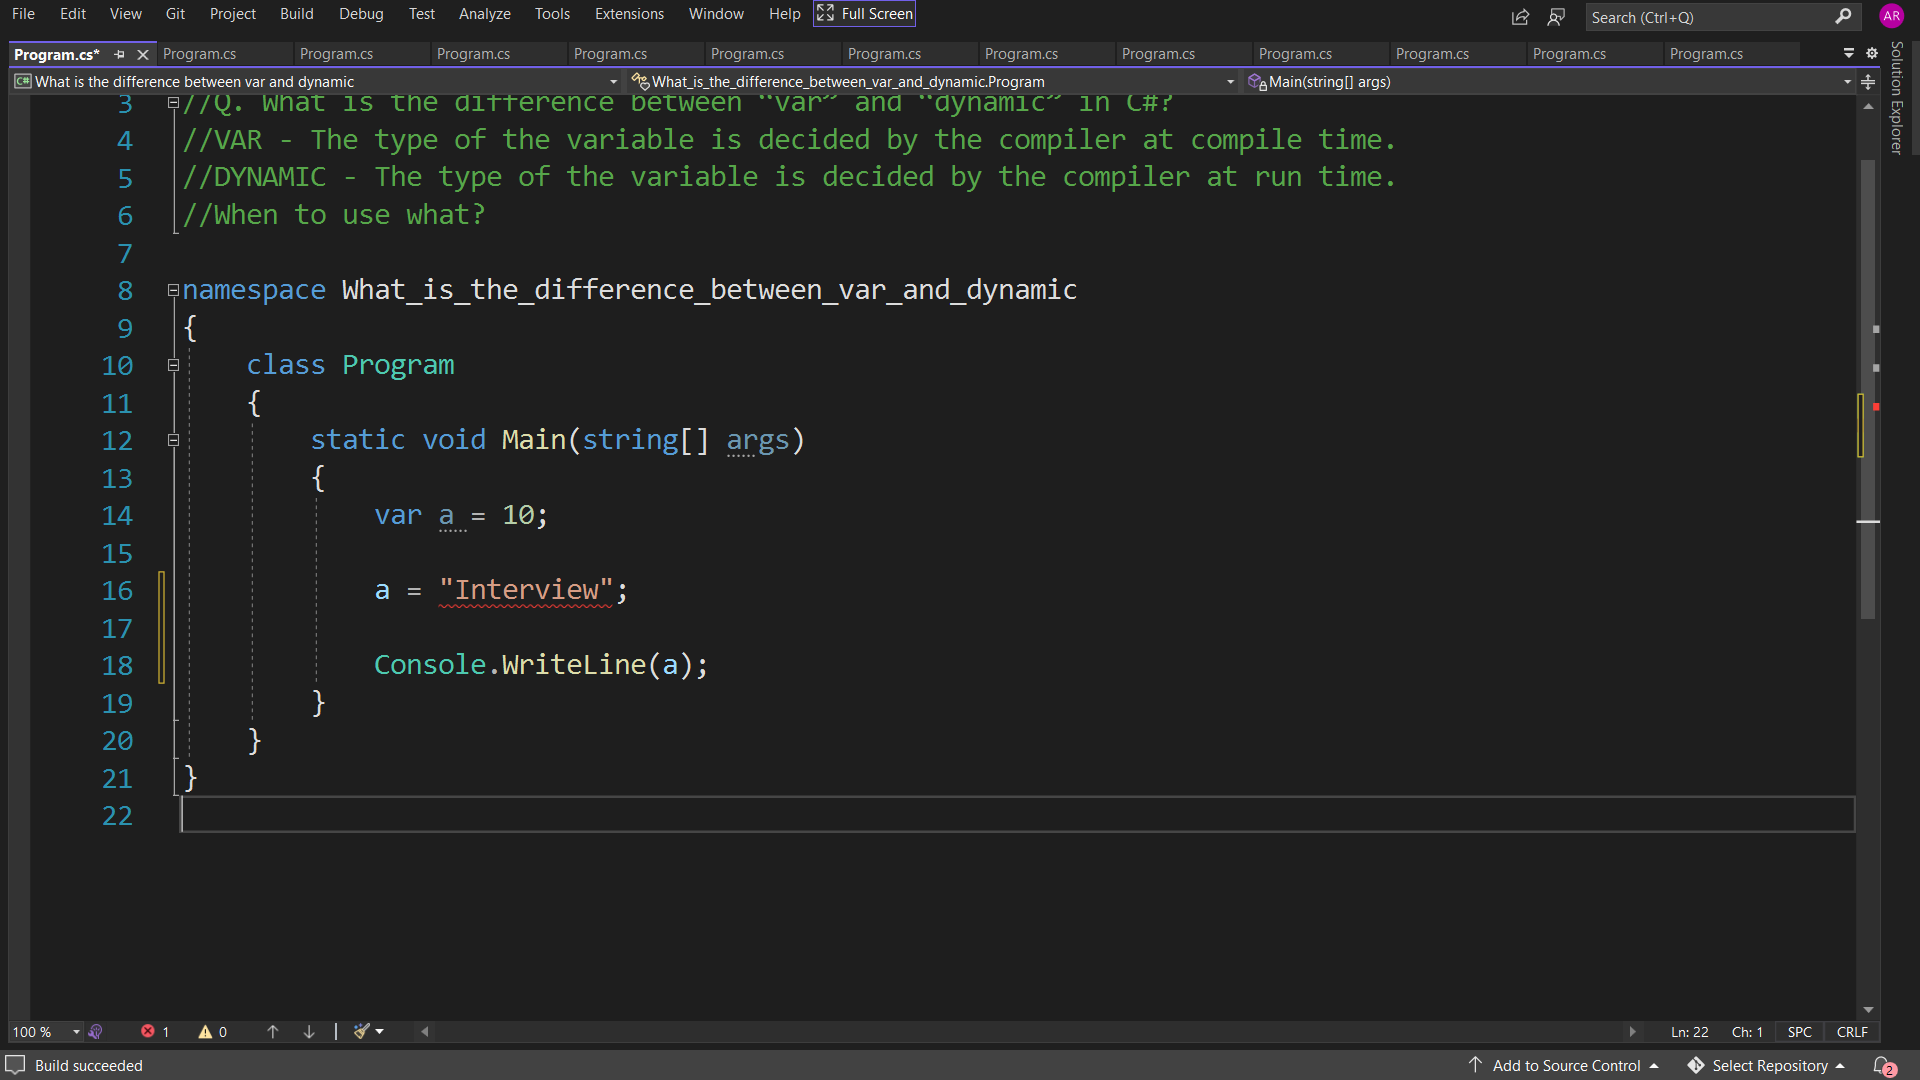 File Edit View Git Project Build Debug Test Analyze Tools Extensions Window Help Full Screen Search (Ctrl+Q) AR
Program.cs* Program.cs Program.cs Program.cs Program.cs Program.cs Program.cs Program.cs Program.cs Program.cs Program.cs Program.cs Program.cs
C# What is the difference between var and dynamic What_is_the_difference_between_var_and_dynamic.Program Main(string[] args)
Solution Explorer
3 //Q. What is the difference between “var” and “dynamic” in C#?
4 //VAR - The type of the variable is decided by the compiler at compile time.
5 //DYNAMIC - The type of the variable is decided by the compiler at run time.
6 //When to use what?
7
8 namespace What_is_the_difference_between_var_and_dynamic
9 {
10 class Program
11 {
12 static void Main(string[] args)
13 {
14 var a = 10;
15
16 a = "Interview";
17
18 Console.WriteLine(a);
19 }
20 }
21 }
22
100 % 1 0 Ln: 22 Ch: 1 SPC CRLF
Build succeeded Add to Source Control Select Repository 2